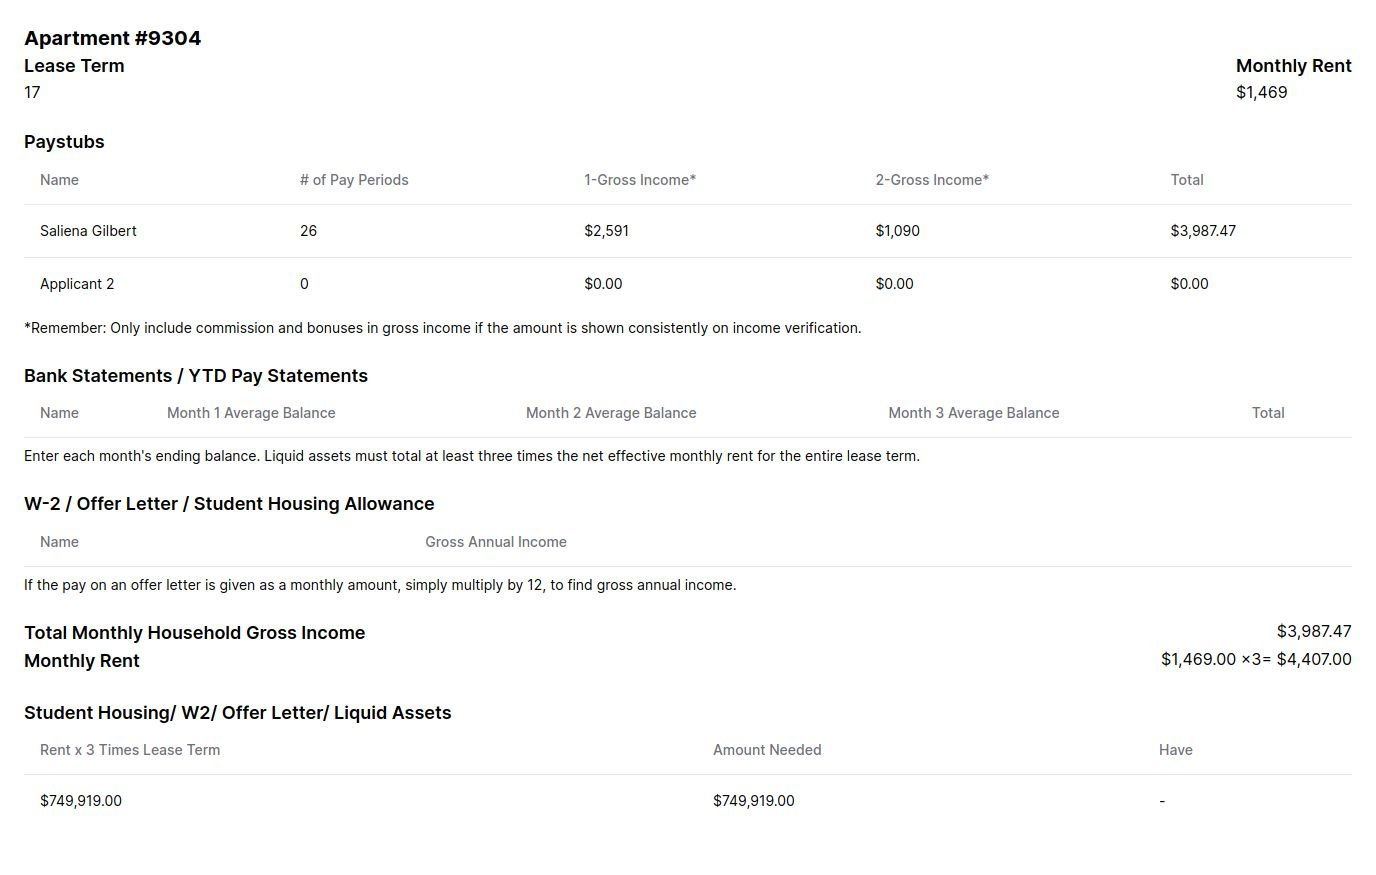 Apartment #9304
Lease Term
Monthly Rent
17
$1,469
Paystubs
Name # of Pay Periods 1-Gross Income* 2-Gross Income* Total
Saliena Gilbert 26 $2,591 $1,090 $3,987.47
Applicant 2 0 $0.00 $0.00 $0.00
*Remember: Only include commission and bonuses in gross income if the amount is shown consistently on income verification.
Bank Statements / YTD Pay Statements
Name Month 1 Average Balance Month 2 Average Balance Month 3 Average Balance Total
Enter each month's ending balance. Liquid assets must total at least three times the net effective monthly rent for the entire lease term.
W-2 / Offer Letter / Student Housing Allowance
Name Gross Annual Income
If the pay on an offer letter is given as a monthly amount, simply multiply by 12, to find gross annual income.
Total Monthly Household Gross Income $3,987.47
Monthly Rent $1,469.00 ×3= $4,407.00
Student Housing/ W2/ Offer Letter/ Liquid Assets
Rent x 3 Times Lease Term Amount Needed Have
$749,919.00 $749,919.00 -